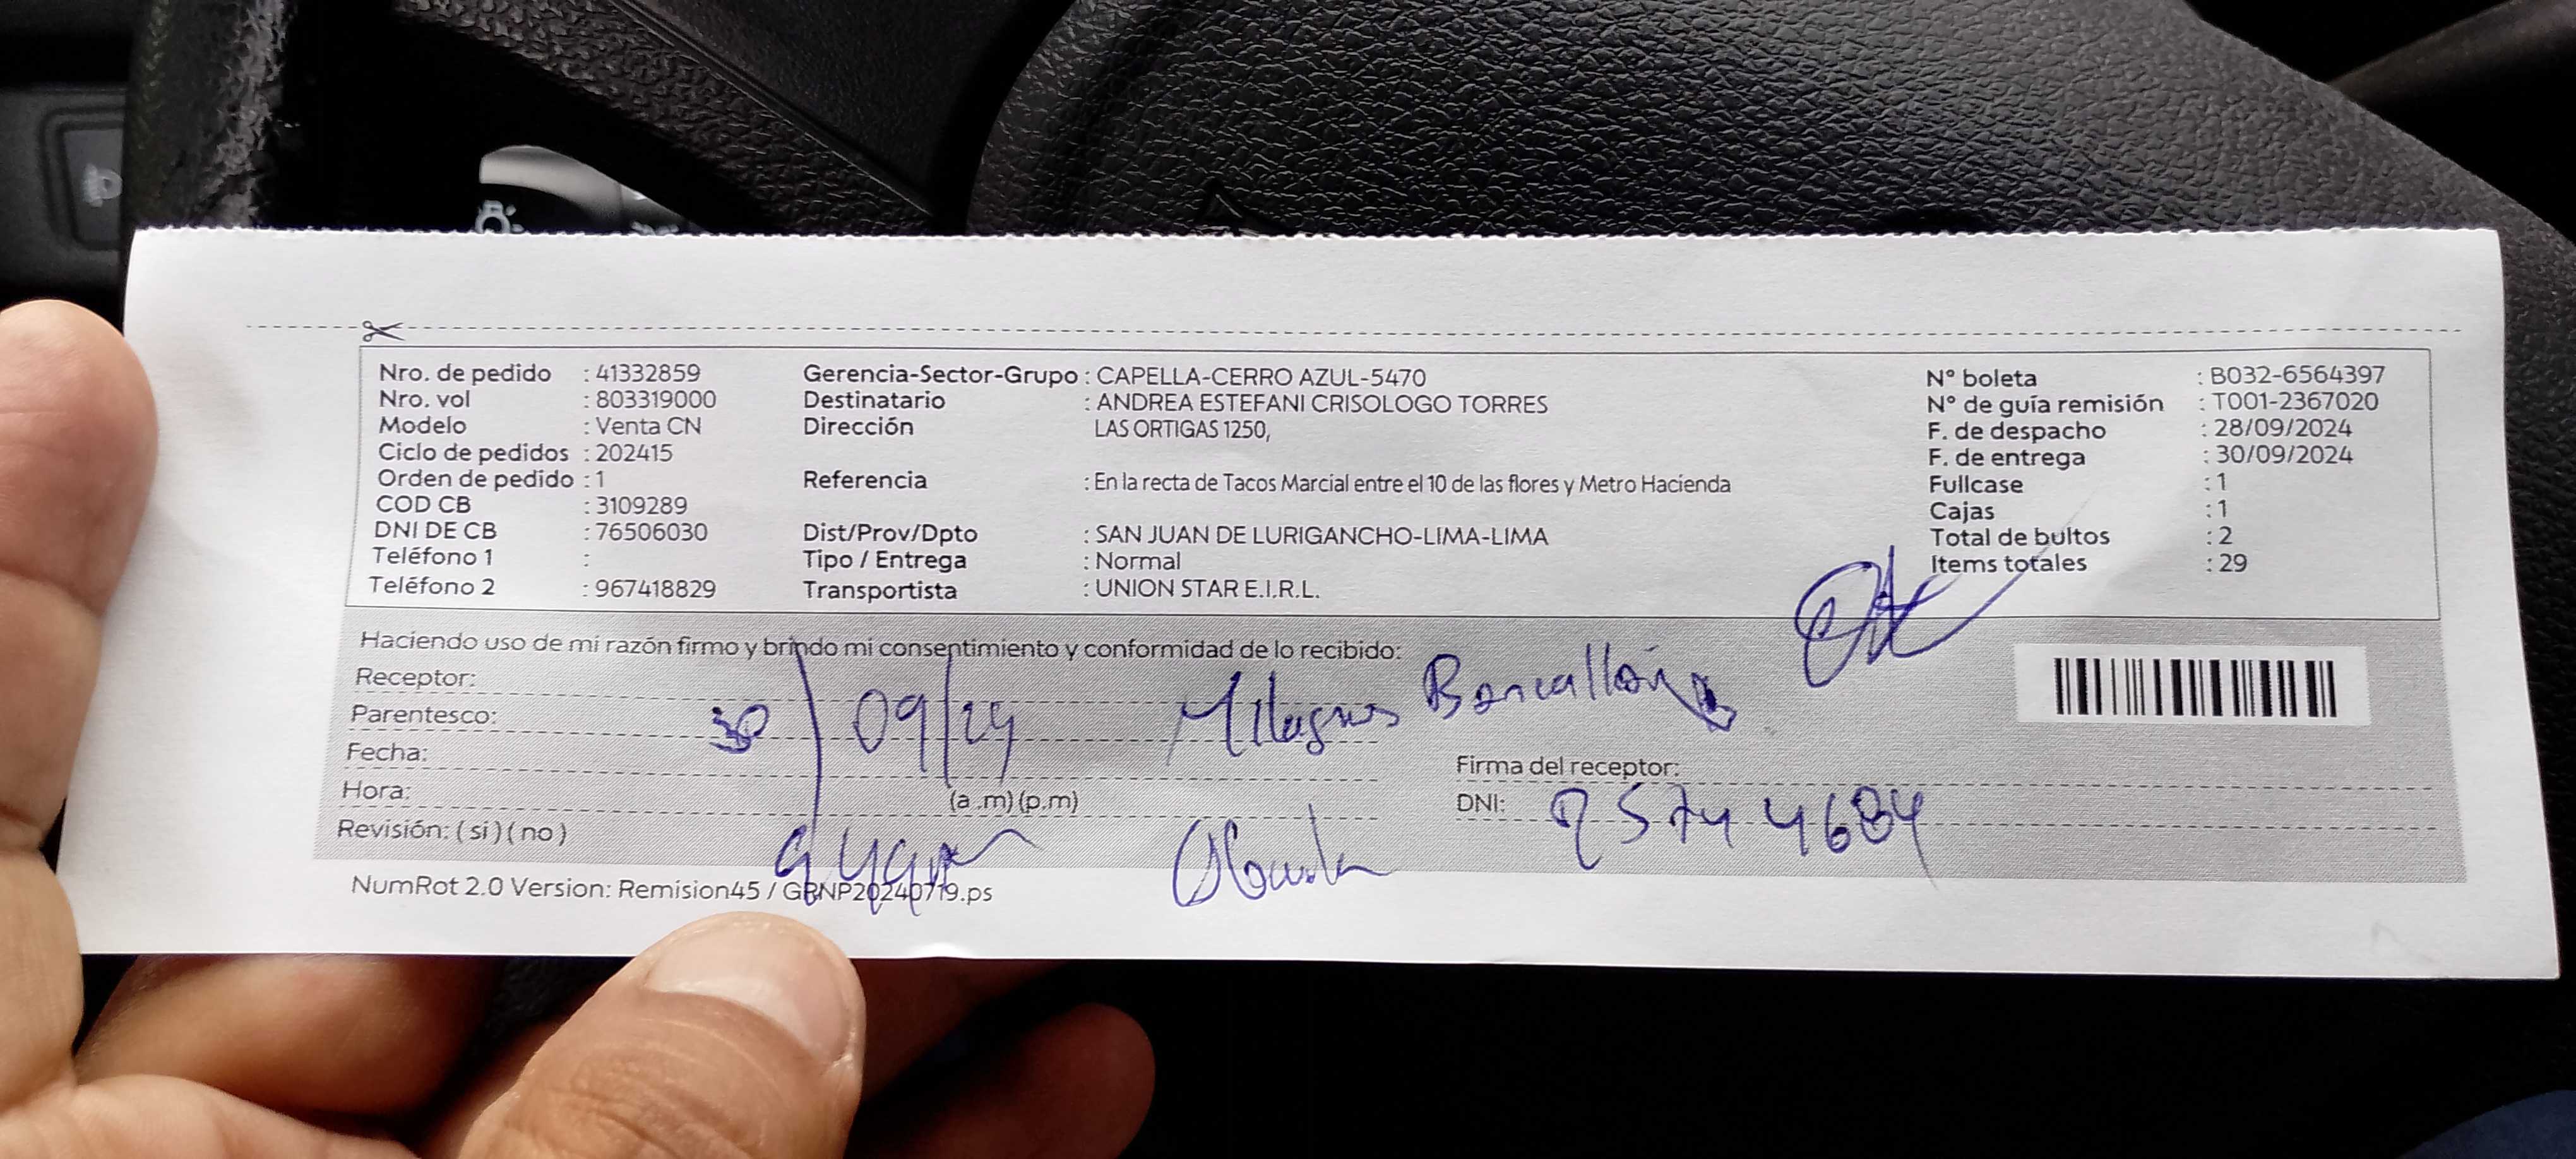 Nro. de pedido : 41332859
Nro. vol : 803319000
Modelo : Venta CN
Ciclo de pedidos : 202415
Orden de pedido : 1
COD CB : 3109289
DNI DE CB : 76506030
Teléfono 1 :
Teléfono 2 : 967418829
Gerencia-Sector-Grupo : CAPELLA-CERRO AZUL-5470
Destinatario : ANDREA ESTEFANI CRISOLOGO TORRES
Dirección LAS ORTIGAS 1250,
Referencia : En la recta de Tacos Marcial entre el 10 de las flores y Metro Hacienda
Dist/Prov/Dpto : SAN JUAN DE LURIGANCHO-LIMA-LIMA
Tipo / Entrega : Normal
Transportista : UNION STAR E.I.R.L.
N° boleta : B032-6564397
N° de guía remisión : T001-2367020
F. de despacho : 28/09/2024
F. de entrega : 30/09/2024
Fullcase : 1
Cajas : 1
Total de bultos : 2
Items totales : 29
Haciendo uso de mi razón firmo y brindo mi consentimiento y conformidad de lo recibido:
Receptor:
Parentesco:
30/09/24 Milagros
Fecha:
Hora: (a .m) (p.m)
Revisión: ( si ) ( no )
Firma del receptor:
DNI:
NumRot 2.0 Version: Remision45 / GRNP20240719.ps